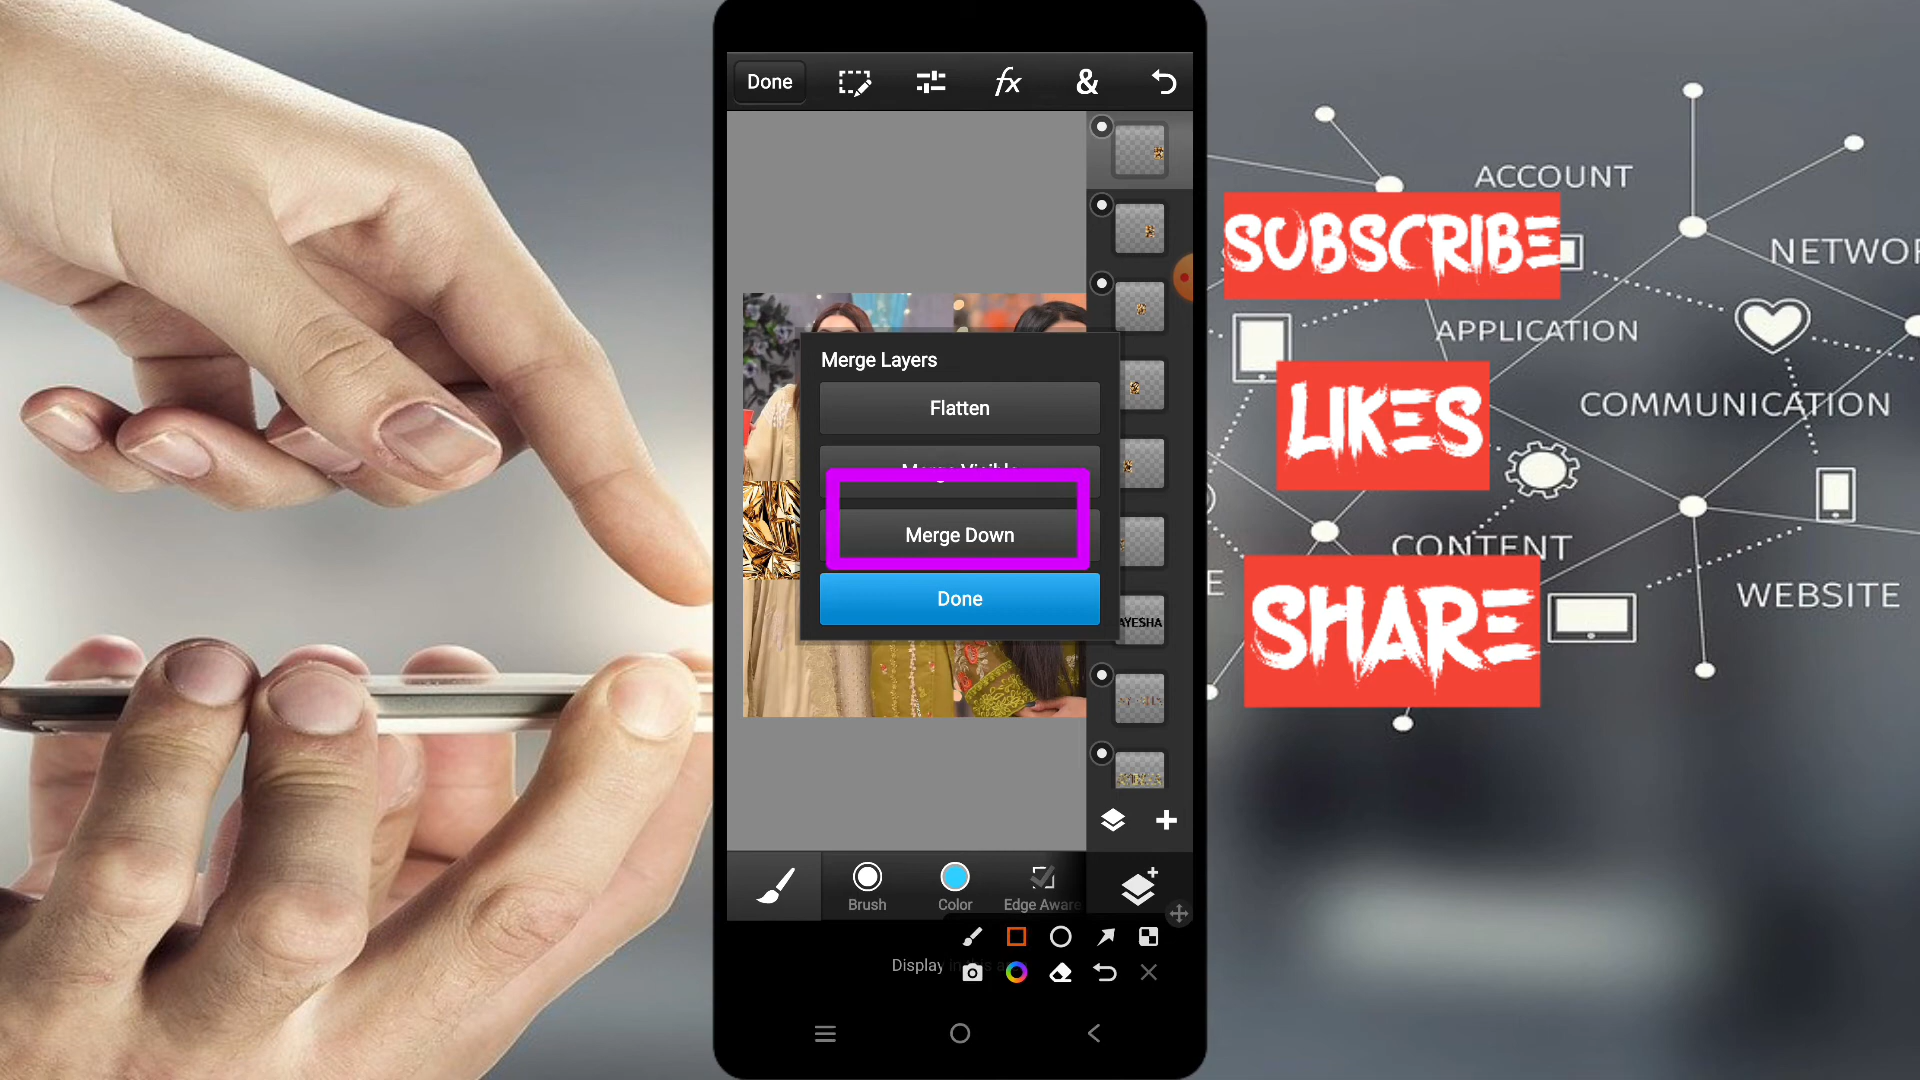 Done
fx
&
Merge Layers
Flatten
Merge Down
Done
AYESHA
Brush
Color
Edge Aware
Display
ACCOUNT
SUBSCRIBE
APPLICATION
LIKES
COMMUNICATION
CONTENT
SHARE
WEBSITE